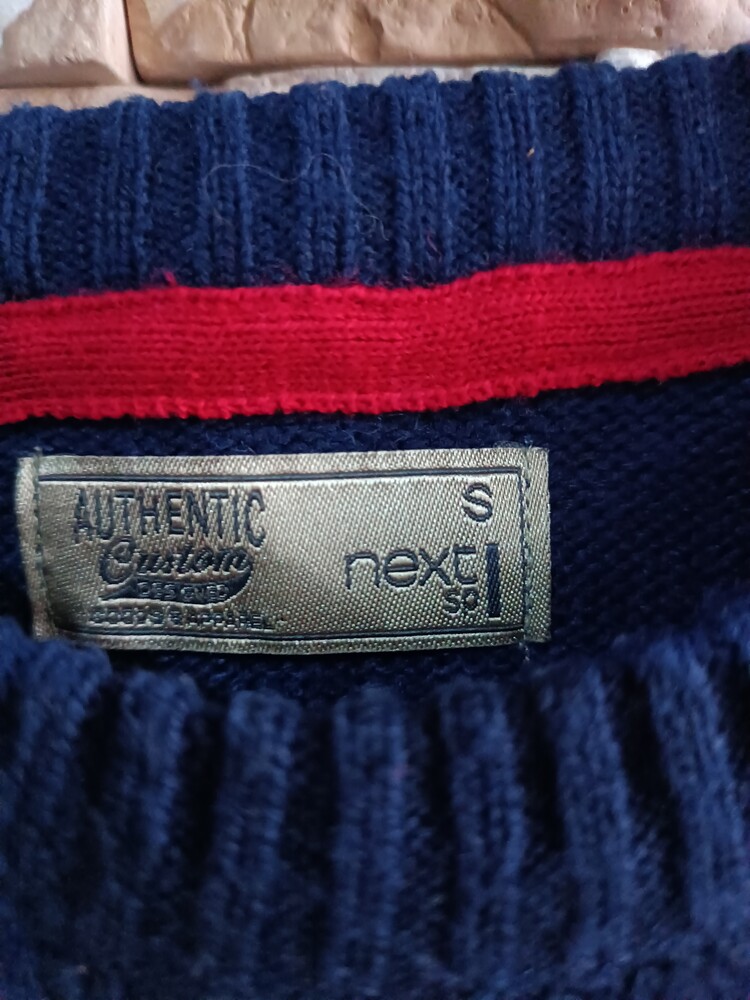 AUTHENTIC
Custom
DESIGNED
GOODS & APPAREL
S
next